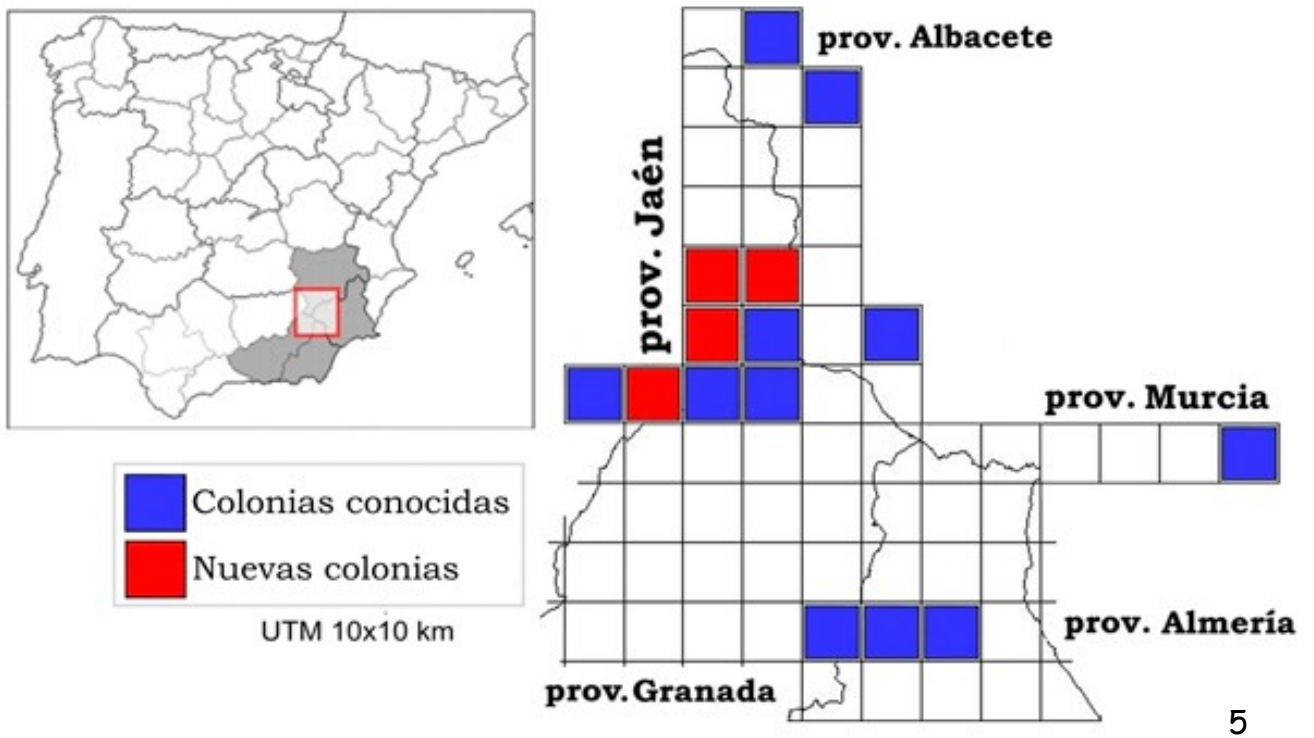 prov. Albacete
prov. Jaén
prov. Murcia
Colonias conocidas
Nuevas colonias
UTM 10x10 km
prov. Almería
prov. Granada
5